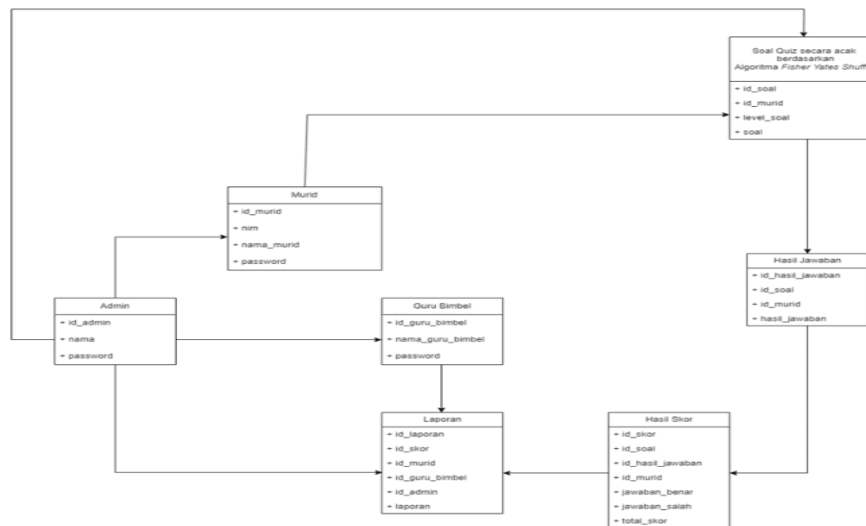 Soal Quiz secara acak
berdasarkan
Algoritma Fisher Yates Shuff
+ id_soal
+ id_murid
+ level_soal
+ soal
Murid
+ id_murid
+ nim
+ nama_murid
+ password
Hasil Jawaban
+ id_hasil_jawaban
+ id_soal
+ id_murid
+ hasil_jawaban
Admin
+ id_admin
+ nama
+ password
Guru Bimbel
+ id_guru_bimbel
+ nama_guru_bimbel
+ password
Laporan
+ id_laporan
+ id_skor
+ id_murid
+ id_guru_bimbel
+ id_admin
+ laporan
Hasil Skor
+ id_skor
+ id_soal
+ id_hasil_jawaban
+ id_murid
+ jawaban_benar
+ jawaban_salah
+ total_skor